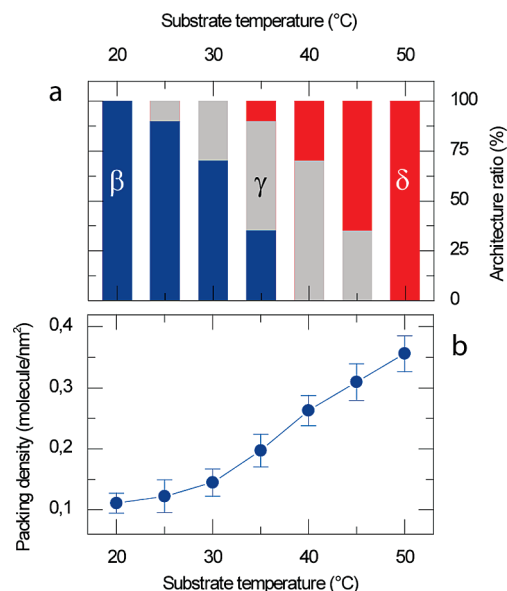 Substrate temperature (°C)
20 30 40 50
a
100
75
50
25
0
β γ δ
Architecture ratio (%)
b
0,4
0,3
0,2
0,1
Packing density (molecule/nm²)
20 30 40 50
Substrate temperature (°C)